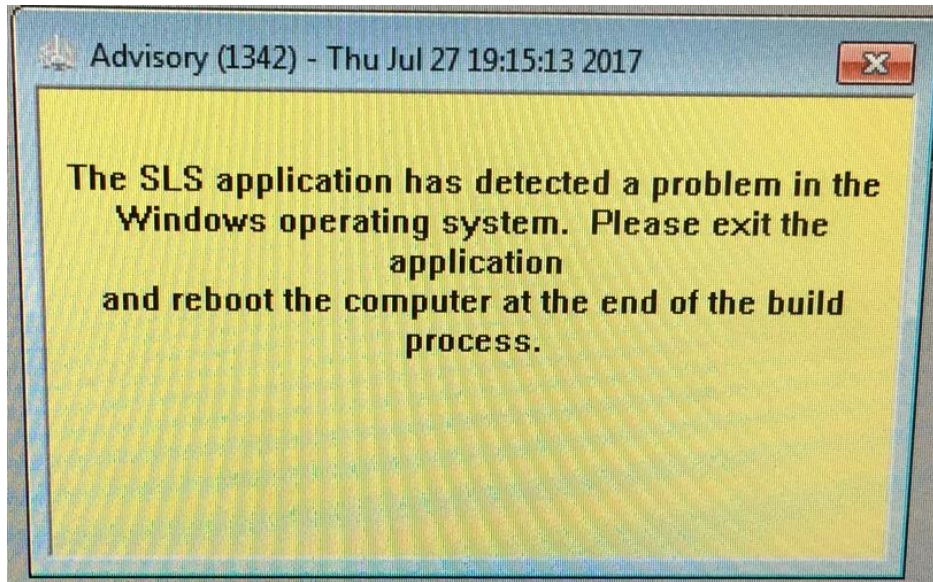 Advisory (1342) - Thu Jul 27 19:15:13 2017
The SLS application has detected a problem in the
Windows operating system.  Please exit the
application
and reboot the computer at the end of the build
process.